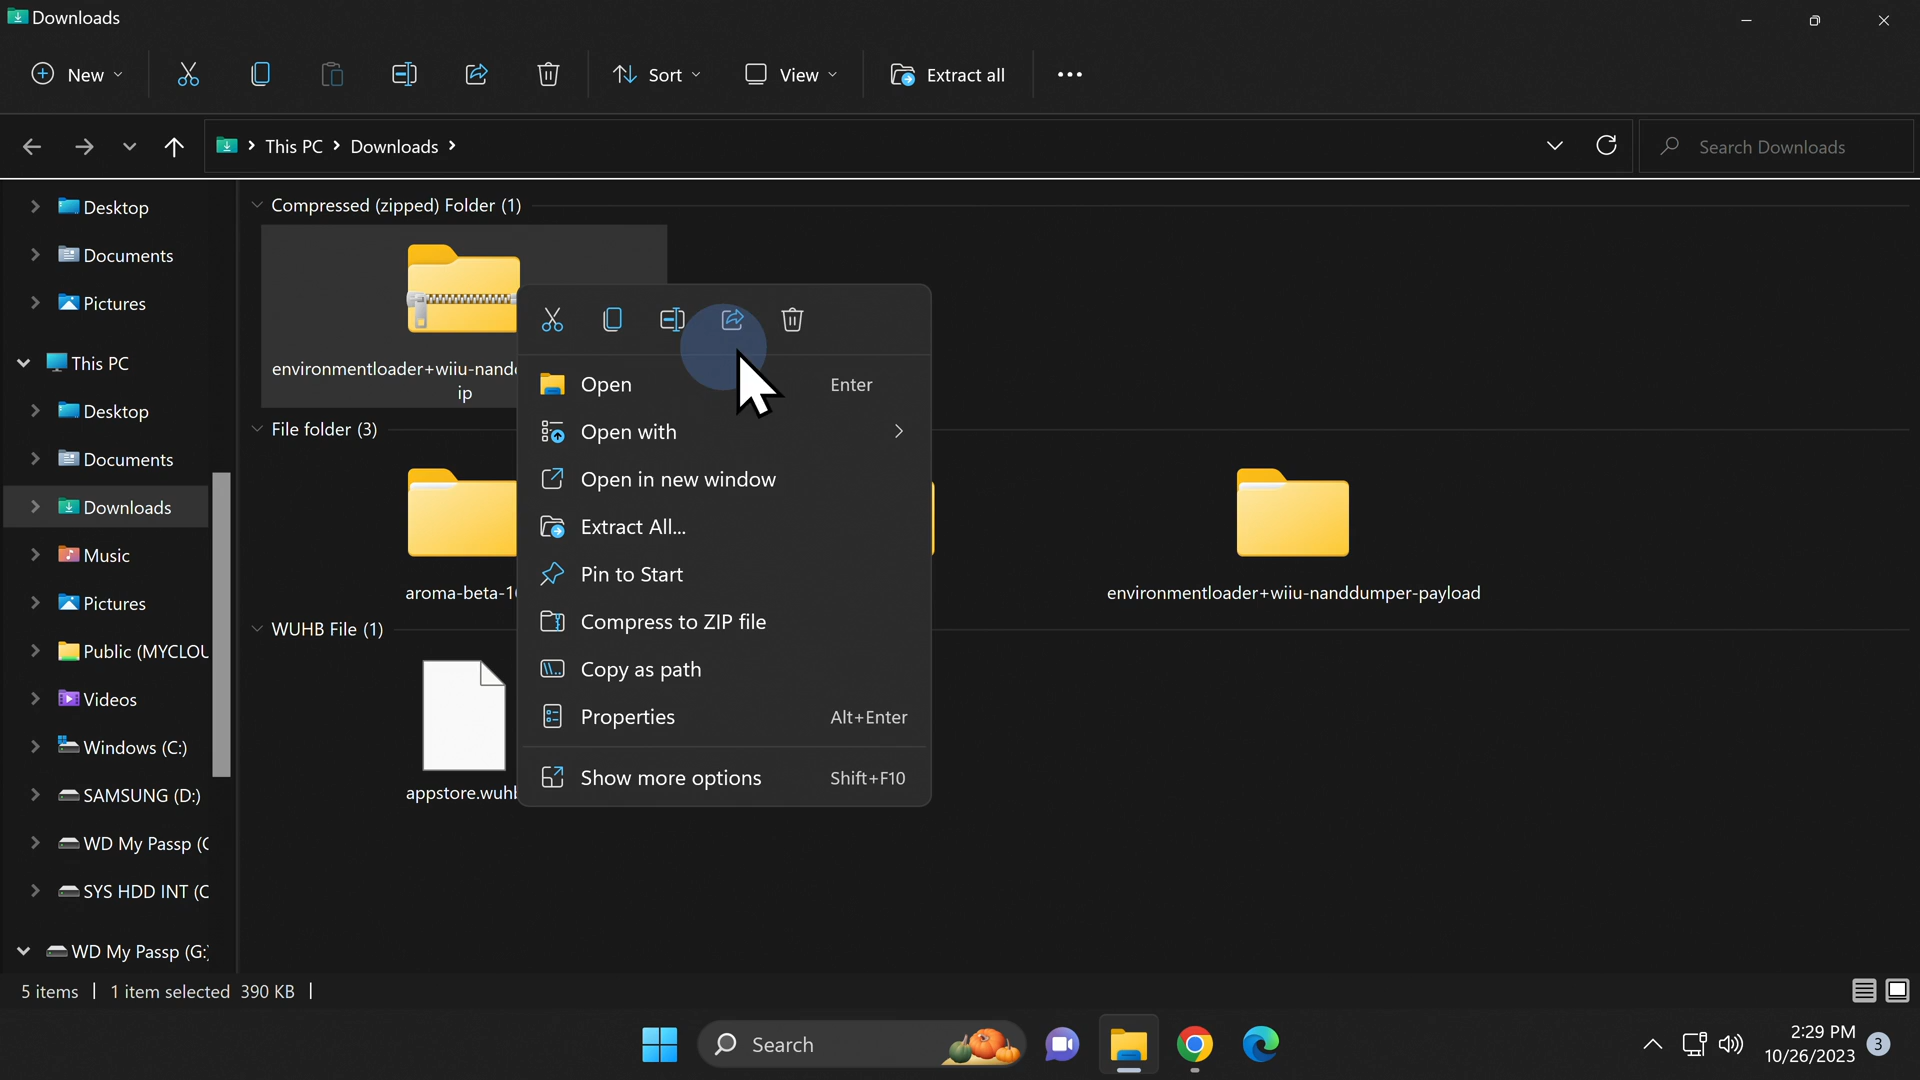 Downloads
New
Sort
View
Extract all
This PC
Downloads
Search Downloads
Desktop
Documents
Pictures
This PC
Desktop
Documents
Downloads
Music
Pictures
Public (MYCLOU
Videos
Windows (C:)
SAMSUNG (D:)
WD My Passp (
SYS HDD INT (
WD My Passp (G:)
Compressed (zipped) Folder (1)
environmentloader+wiiu-nand
ip
File folder (3)
aroma-beta-1
environmentloader+wiiu-nanddumper-payload
WUHB File (1)
appstore.wuhb
Open Enter
Open with
Open in new window
Extract All...
Pin to Start
Compress to ZIP file
Copy as path
Properties Alt+Enter
Show more options Shift+F10
5 items
1 item selected 390 KB
Search
2:29 PM
10/26/2023
3